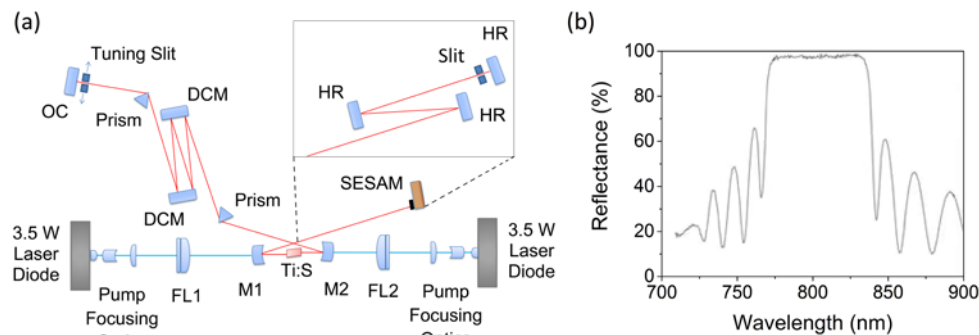 (a)
Tuning Slit
OC
Prism
DCM
DCM
Prism
HR
Slit
HR
HR
SESAM
3.5 W
Laser
Diode
Pump
Focusing
FL1
M1
Ti:S
M2
FL2
Pump
Focusing
3.5 W
Laser
Diode
(b)
Reflectance (%)
100
80
60
40
20
0
700
750
800
850
900
Wavelength (nm)